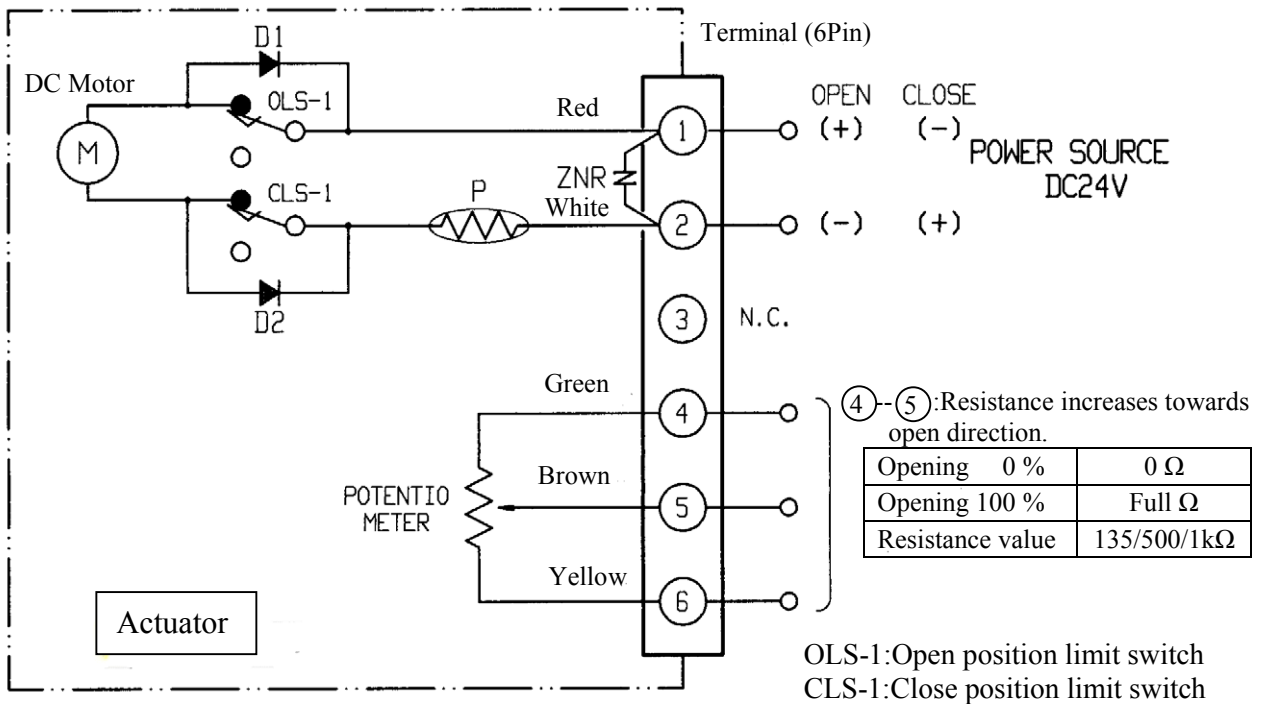 Terminal (6Pin)
D1
DC Motor
OLS-1
Red
OPEN CLOSE
1
(+) (-)
M
POWER SOURCE
DC24V
ZNR
CLS-1
P
White
2
(-) (+)
D2
3
N.C.
Green
4
4--5:Resistance increases towards
open direction.
Opening 0 % 0 Ω
Opening 100 % Full Ω
Resistance value 135/500/1kΩ
Brown
POTENTIO
METER
5
Yellow
6
Actuator
OLS-1:Open position limit switch
CLS-1:Close position limit switch